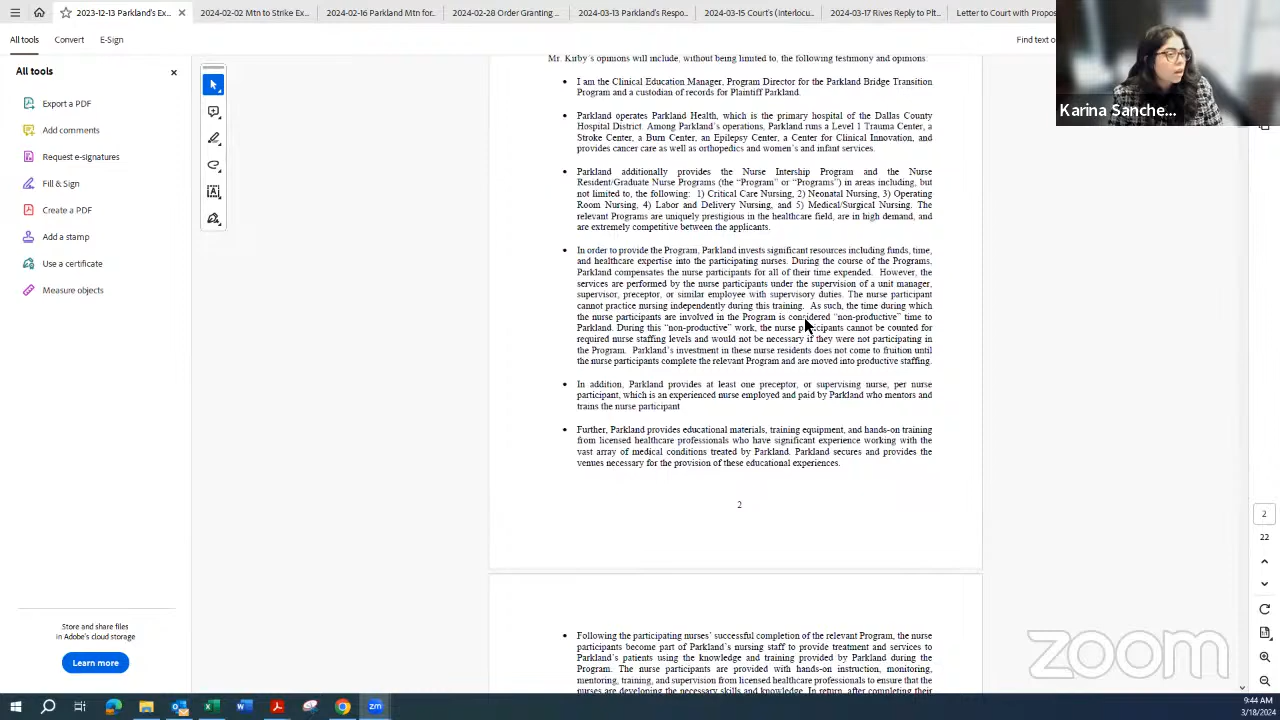 2023-12-13 Parkland's Ex...
2024-02-02 Mtn to Strike Ex...
2024-02-16 Parkland Mtn for...
2024-02-28 Order Granting...
2024-03-13 Parkland's Respo...
2024-03-15 Court's (Interlocu...
2024-03-17 Rives Reply to Plt...
Letter to Court with Propose
All tools
Convert
E-Sign
Find text o
All tools
Export a PDF
Add comments
Request e-signatures
Fill & Sign
Create a PDF
Add a stamp
Use a certificate
Measure objects
Store and share files
in Adobe's cloud storage
Learn more
Karina Sanche...
Mr. Kirby's opinions will include, without being limited to, the following testimony and opinions:
• I am the Clinical Education Manager, Program Director for the Parkland Bridge Transition
Program and a custodian of records for Plaintiff Parkland.
• Parkland operates Parkland Health, which is the primary hospital of the Dallas County
Hospital District. Among Parkland's operations, Parkland runs a Level 1 Trauma Center, a
Stroke Center, a Burn Center, an Epilepsy Center, a Center for Clinical Innovation, and
provides cancer care as well as orthopedics and women's and infant services.
• Parkland additionally provides the Nurse Intership Program and the Nurse
Resident/Graduate Nurse Programs (the "Program" or "Programs") in areas including, but
not limited to, the following: 1) Critical Care Nursing, 2) Neonatal Nursing, 3) Operating
Room Nursing, 4) Labor and Delivery Nursing, and 5) Medical/Surgical Nursing. The
relevant Programs are uniquely prestigious in the healthcare field, are in high demand, and
are extremely competitive between the applicants.
• In order to provide the Program, Parkland invests significant resources including funds, time,
and healthcare expertise into the participating nurses. During the course of the Programs,
Parkland compensates the nurse participants for all of their time expended. However, the
services are performed by the nurse participants under the supervision of a unit manager,
supervisor, preceptor, or similar employee with supervisory duties. The nurse participant
cannot practice nursing independently during this training. As such, the time during which
the nurse participants are involved in the Program is considered "non-productive" time to
Parkland. During this "non-productive" work, the nurse participants cannot be counted for
required nurse staffing levels and would not be necessary if they were not participating in
the Program. Parkland's investment in these nurse residents does not come to fruition until
the nurse participants complete the relevant Program and are moved into productive staffing.
• In addition, Parkland provides at least one preceptor, or supervising nurse, per nurse
participant, which is an experienced nurse employed and paid by Parkland who mentors and
trains the nurse participant
• Further, Parkland provides educational materials, training equipment, and hands-on training
from licensed healthcare professionals who have significant experience working with the
vast array of medical conditions treated by Parkland. Parkland secures and provides the
venues necessary for the provision of these educational experiences.
2
• Following the participating nurses' successful completion of the relevant Program, the nurse
participants become part of Parkland's nursing staff to provide treatment and services to
Parkland's patients using the knowledge and training provided by Parkland during the
Program. The nurse participants are provided with hands-on instruction, monitoring,
mentoring, training, and supervision from licensed healthcare professionals to ensure that the
nurses are developing the necessary skills and knowledge. In return, after completing their
2
22
zoom
zm
9:44 AM
3/18/2024